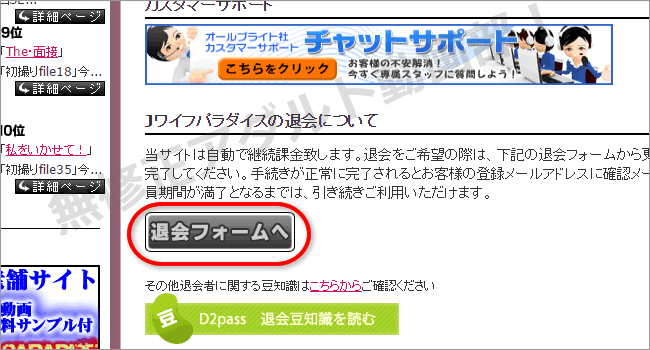 詳細ページ
9位
「The・面接」
「初撮りfile18」今…
詳細ページ
10位
「私をいかせて！」
「初撮りfile35」今…
詳細ページ
舗サイト
動画
料サンプル付
カスタマーサポート
オールブライト社
カスタマーサポート
チャットサポート
こちらをクリック
お客様の不安解消！
今すぐ専属スタッフに質問しよう！
Jワイフパラダイスの退会について
当サイトは自動で継続課金致します。退会をご希望の際は、下記の退会フォームから
完了してください。手続きが正常に完了されるとお客様の登録メールアドレスに確認メー
員期間が満了となるまでは、引き続きご利用いただけます。
退会フォームへ
その他退会者に関する豆知識はこちらからご確認ください
豆
D2pass　退会豆知識を読む
無修正アダルト動画部！